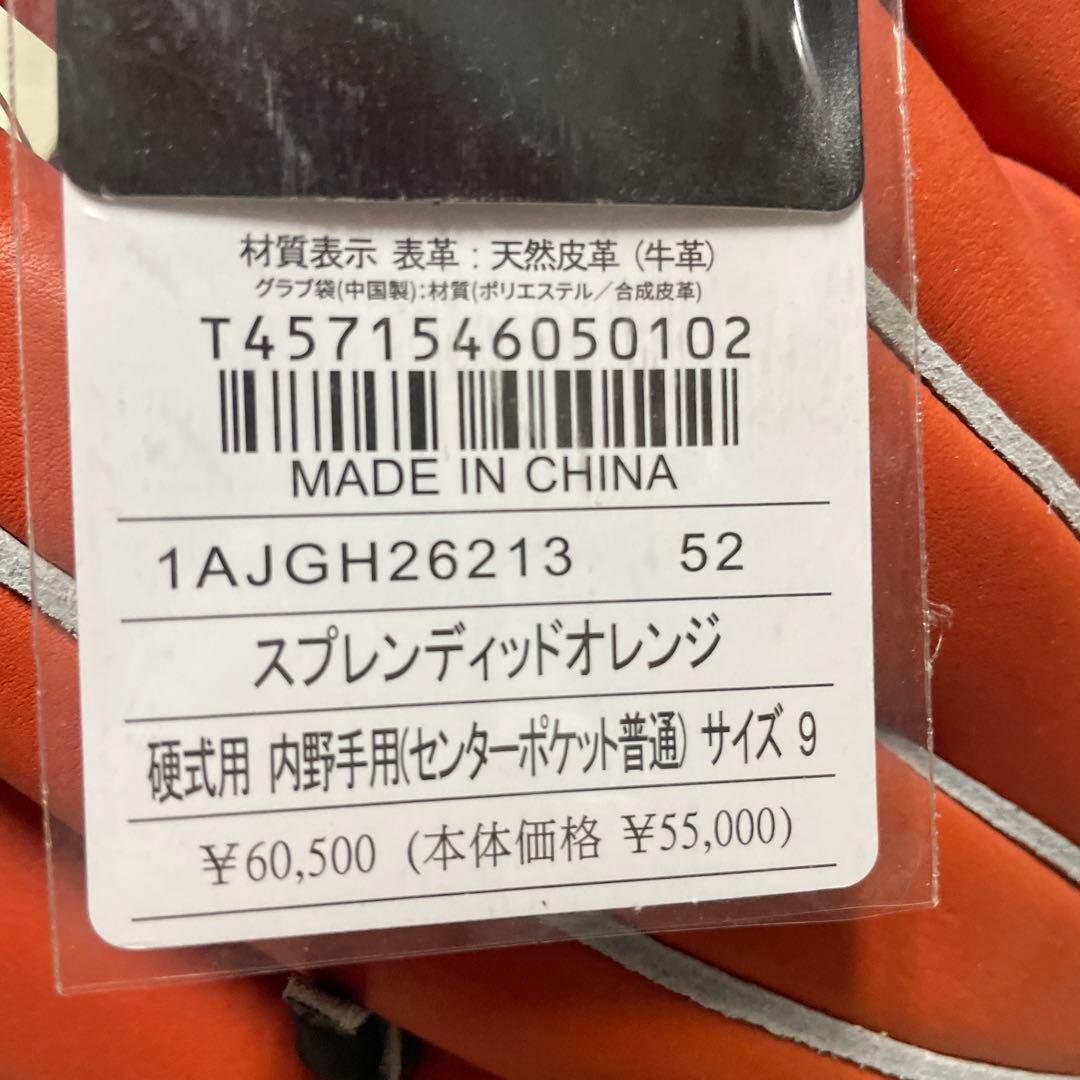 材質表示 表革：天然皮革（牛革）
グラブ袋(中国製)：材質(ポリエステル／合成皮革)
T4571546050102
MADE IN CHINA
1AJGH26213 52
スプレンディッドオレンジ
硬式用 内野手用(センターポケット普通) サイズ 9
￥60,500 (本体価格 ￥55,000)